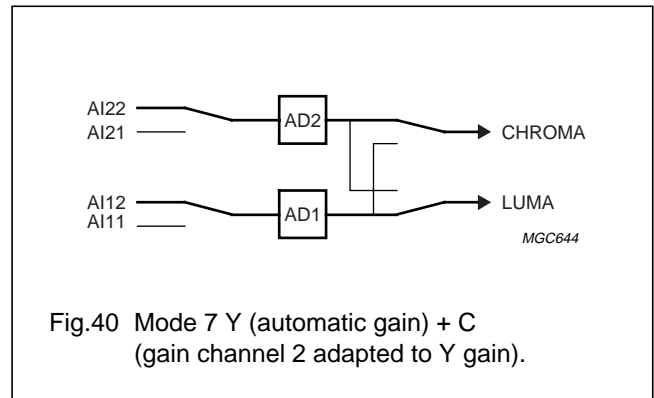 AI22
AI21
AD2
CHROMA
AI12
AI11
AD1
LUMA
MGC644
Fig.40 Mode 7 Y (automatic gain) + C
(gain channel 2 adapted to Y gain).